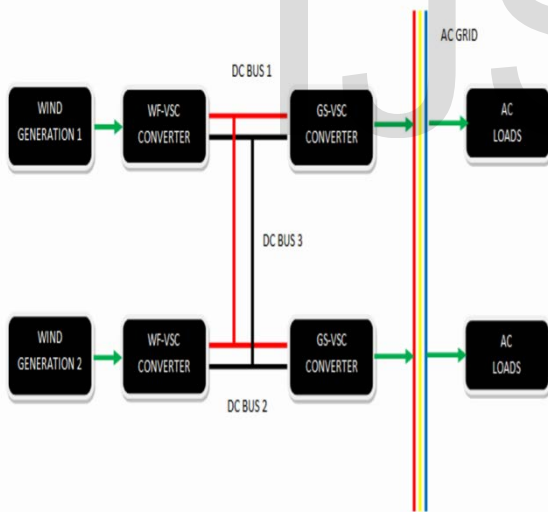 AC GRID
DC BUS 1
WIND
GENERATION 1
WF-VSC
CONVERTER
GS-VSC
CONVERTER
AC
LOADS
DC BUS 3
WIND
GENERATION 2
WF-VSC
CONVERTER
GS-VSC
CONVERTER
AC
LOADS
DC BUS 2